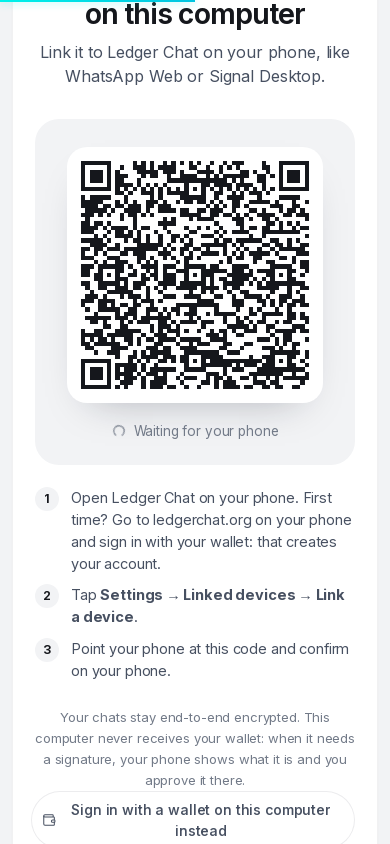 on this computer
Link it to Ledger Chat on your phone, like
WhatsApp Web or Signal Desktop.
Waiting for your phone
1 Open Ledger Chat on your phone. First
time? Go to ledgerchat.org on your phone
and sign in with your wallet: that creates
your account.
2 Tap Settings → Linked devices → Link
a device.
3 Point your phone at this code and confirm
on your phone.
Your chats stay end-to-end encrypted. This
computer never receives your wallet: when it needs
a signature, your phone shows what it is and you
approve it there.
Sign in with a wallet on this computer
instead